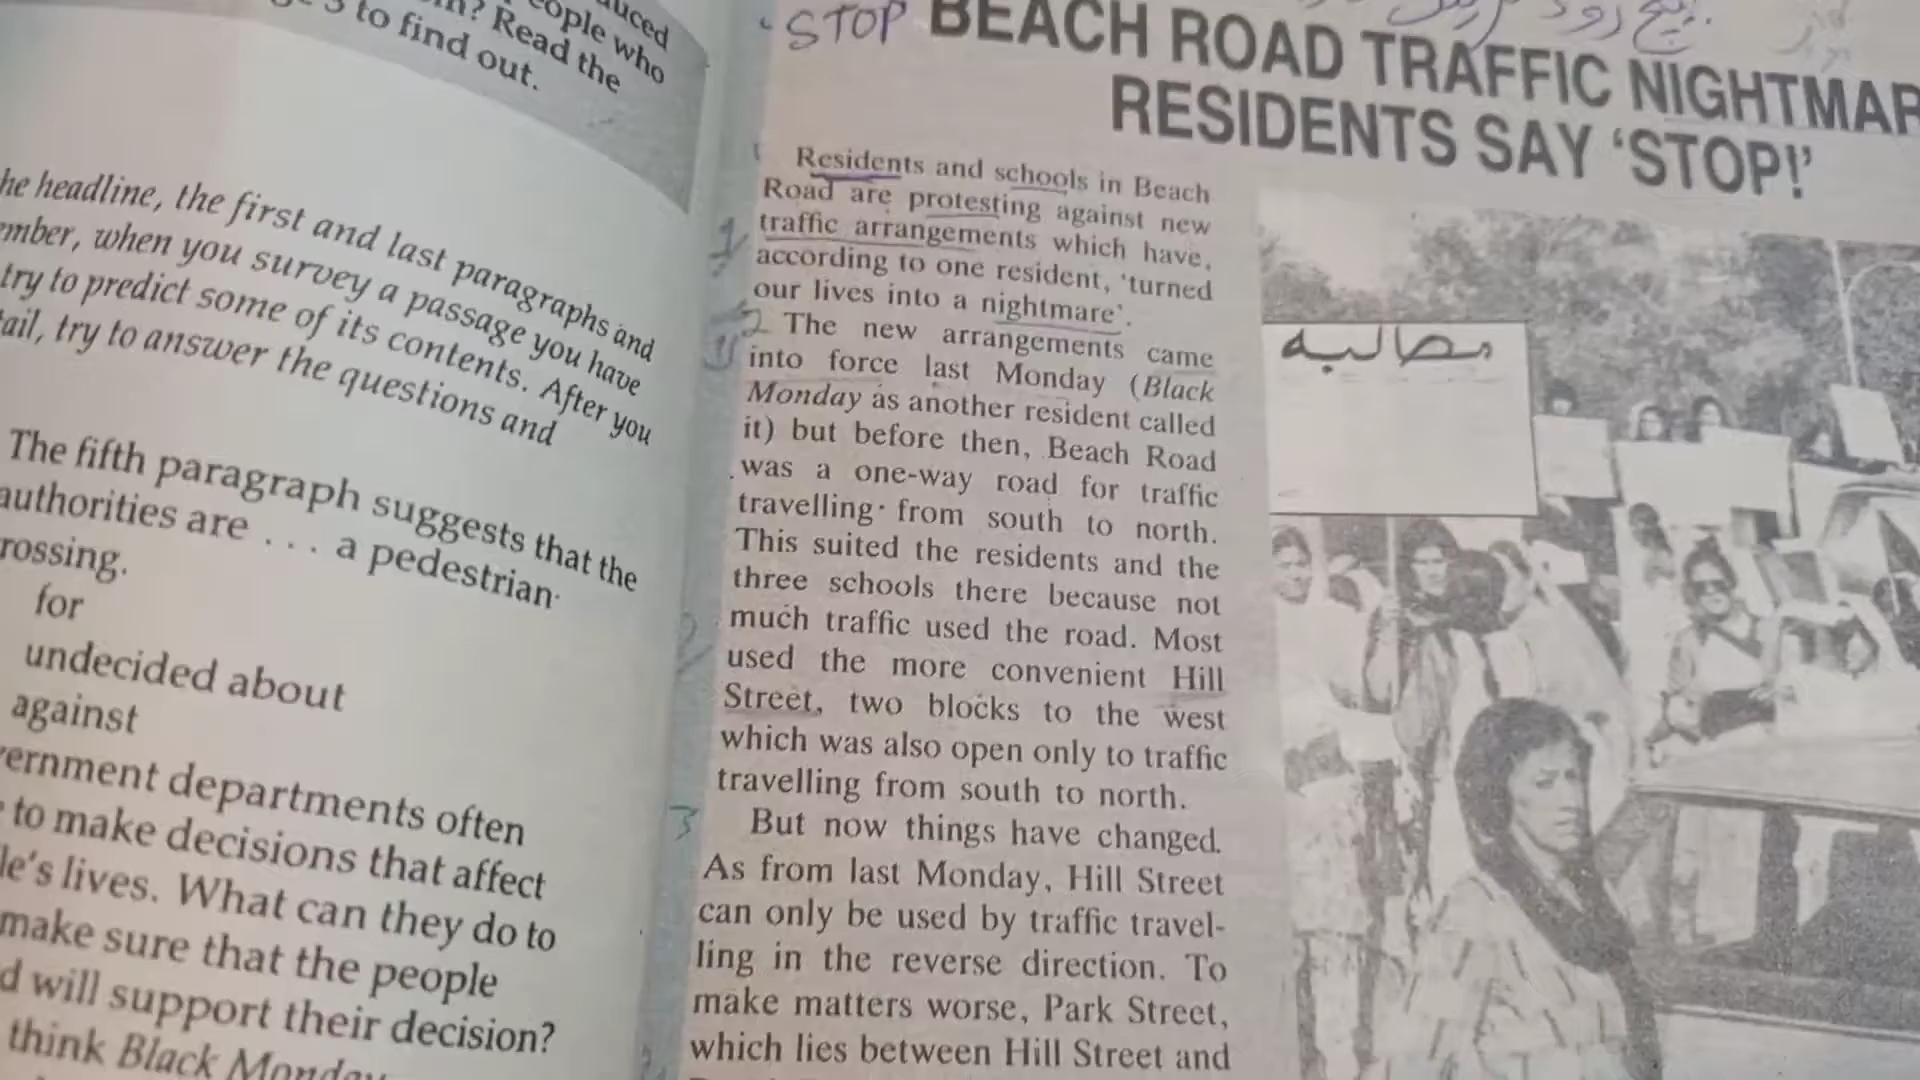 duced
eople who
? Read the
to find out.
he headline, the first and last paragraphs and
mber, when you survey a passage you have
try to predict some of its contents. After you
ail, try to answer the questions and
The fifth paragraph suggests that the
authorities are . . . a pedestrian
rossing.
for
undecided about
against
vernment departments often
to make decisions that affect
le's lives. What can they do to
make sure that the people
d will support their decision?
think Black Monday
STOP
BEACH ROAD TRAFFIC NIGHTMAR
RESIDENTS SAY ‘STOP!’
Residents and schools in Beach
Road are protesting against new
traffic arrangements which have,
according to one resident, ‘turned
our lives into a nightmare’.
2 The new arrangements came
into force last Monday (Black
Monday as another resident called
it) but before then, Beach Road
was a one-way road for traffic
travelling from south to north.
This suited the residents and the
three schools there because not
much traffic used the road. Most
used the more convenient Hill
Street, two blocks to the west
which was also open only to traffic
travelling from south to north.
3
But now things have changed.
As from last Monday, Hill Street
can only be used by traffic travel-
ling in the reverse direction. To
make matters worse, Park Street,
which lies between Hill Street and
مطالبه